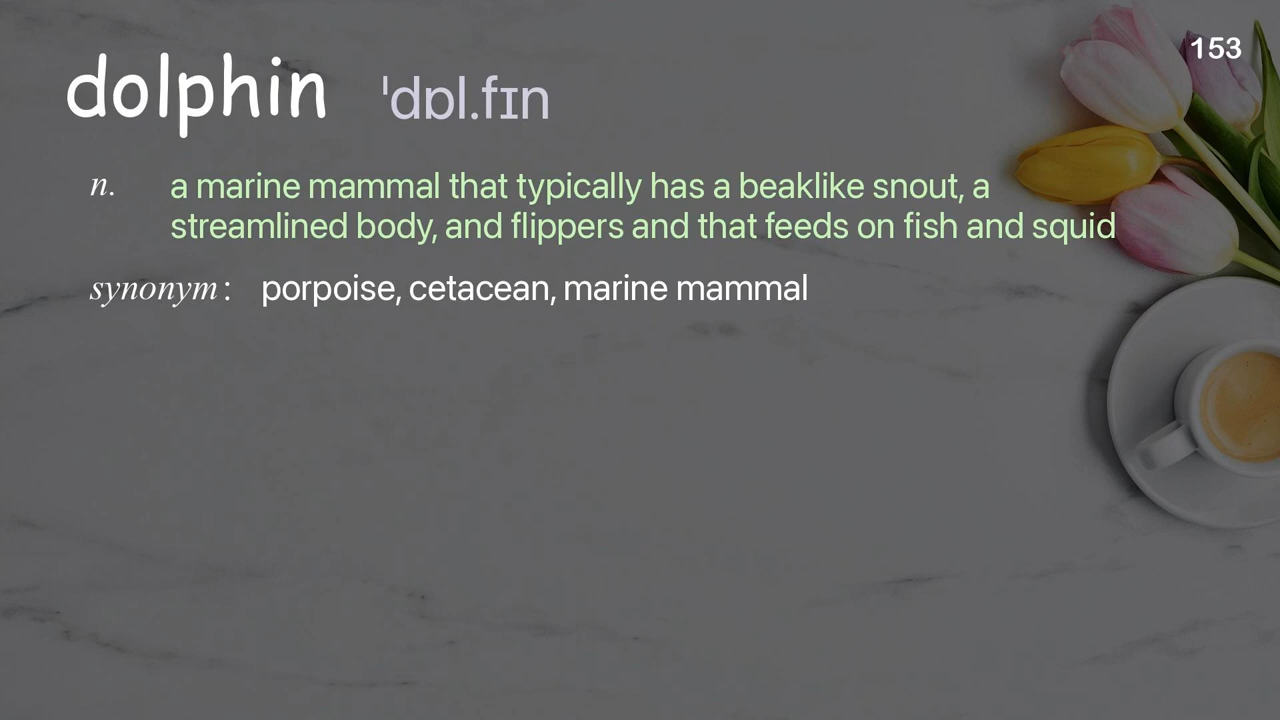 153
dolphin ˈdɒl.fɪn
n. a marine mammal that typically has a beaklike snout, a
streamlined body, and flippers and that feeds on fish and squid
synonym: porpoise, cetacean, marine mammal